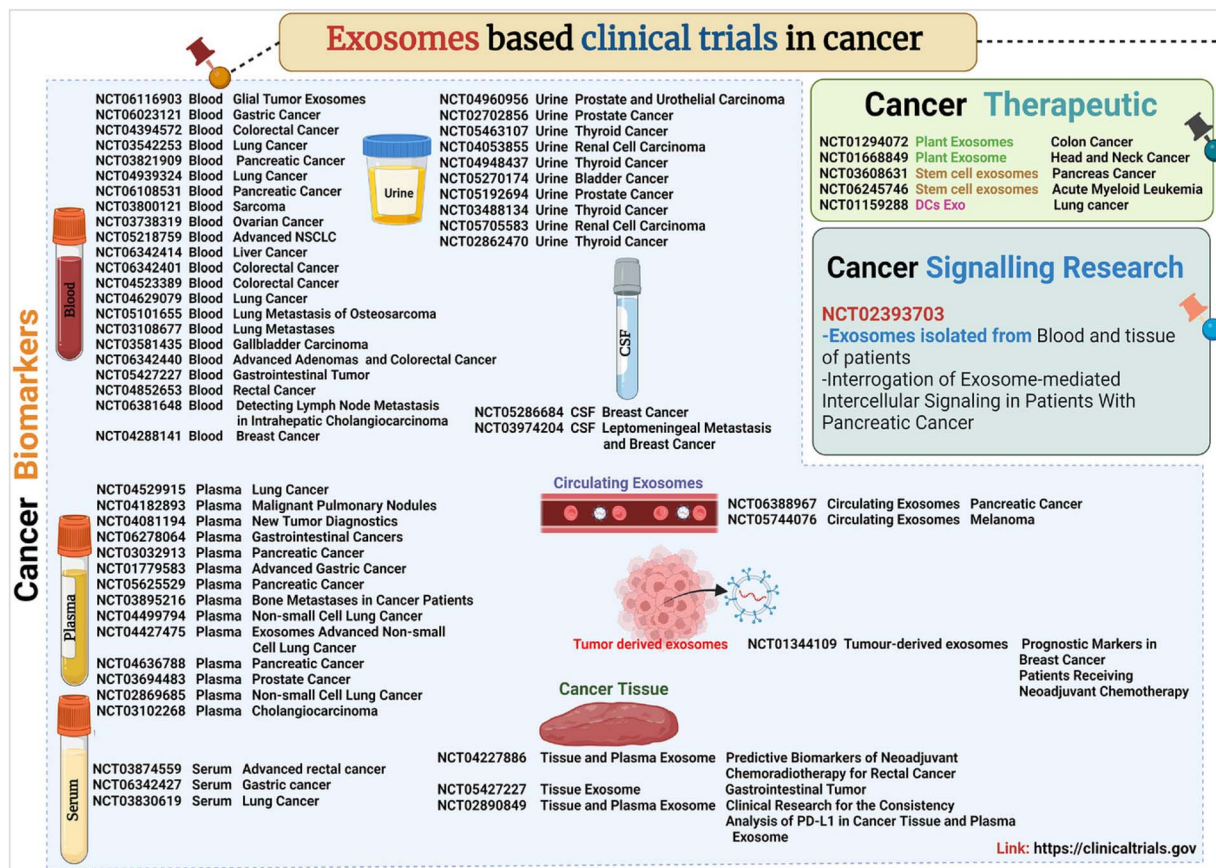 Exosomes based clinical trials in cancer
Cancer Biomarkers
NCT06116903 Blood Glial Tumor Exosomes
NCT06023121 Blood Gastric Cancer
NCT04394572 Blood Colorectal Cancer
NCT03542253 Blood Lung Cancer
NCT03821909 Blood Pancreatic Cancer
NCT04939324 Blood Lung Cancer
NCT06108531 Blood Pancreatic Cancer
NCT03800121 Blood Sarcoma
NCT03738319 Blood Ovarian Cancer
NCT05218759 Blood Advanced NSCLC
NCT06342414 Blood Liver Cancer
NCT06342401 Blood Colorectal Cancer
NCT04523389 Blood Colorectal Cancer
NCT04629079 Blood Lung Cancer
NCT05101655 Blood Lung Metastasis of Osteosarcoma
NCT03108677 Blood Lung Metastases
NCT03581435 Blood Gallbladder Carcinoma
NCT06342440 Blood Advanced Adenomas and Colorectal Cancer
NCT05427227 Blood Gastrointestinal Tumor
NCT04852653 Blood Rectal Cancer
NCT06381648 Blood Detecting Lymph Node Metastasis
in Intrahepatic Cholangiocarcinoma
NCT04288141 Blood Breast Cancer
Blood
Urine
NCT04960956 Urine Prostate and Urothelial Carcinoma
NCT02702856 Urine Prostate Cancer
NCT05463107 Urine Thyroid Cancer
NCT04053855 Urine Renal Cell Carcinoma
NCT04948437 Urine Thyroid Cancer
NCT05270174 Urine Bladder Cancer
NCT05192694 Urine Prostate Cancer
NCT03488134 Urine Thyroid Cancer
NCT05705583 Urine Renal Cell Carcinoma
NCT02862470 Urine Thyroid Cancer
CSF
NCT05286684 CSF Breast Cancer
NCT03974204 CSF Leptomeningeal Metastasis
and Breast Cancer
Cancer Therapeutic
NCT01294072 Plant Exosomes Colon Cancer
NCT01668849 Plant Exosome Head and Neck Cancer
NCT03608631 Stem cell exosomes Pancreas Cancer
NCT06245746 Stem cell exosomes Acute Myeloid Leukemia
NCT01159288 DCs Exo Lung cancer
Cancer Signalling Research
NCT02393703
-Exosomes isolated from Blood and tissue
of patients
-Interrogation of Exosome-mediated
Intercellular Signaling in Patients With
Pancreatic Cancer
NCT04529915 Plasma Lung Cancer
NCT04182893 Plasma Malignant Pulmonary Nodules
NCT04081194 Plasma New Tumor Diagnostics
NCT06278064 Plasma Gastrointestinal Cancers
NCT03032913 Plasma Pancreatic Cancer
NCT01779583 Plasma Advanced Gastric Cancer
NCT05625529 Plasma Pancreatic Cancer
NCT03895216 Plasma Bone Metastases in Cancer Patients
NCT04499794 Plasma Non-small Cell Lung Cancer
NCT04427475 Plasma Exosomes Advanced Non-small
Cell Lung Cancer
NCT04636788 Plasma Pancreatic Cancer
NCT03694483 Plasma Prostate Cancer
NCT02869685 Plasma Non-small Cell Lung Cancer
NCT03102268 Plasma Cholangiocarcinoma
Plasma
Circulating Exosomes
NCT06388967 Circulating Exosomes Pancreatic Cancer
NCT05744076 Circulating Exosomes Melanoma
Tumor derived exosomes
NCT01344109 Tumour-derived exosomes Prognostic Markers in
Breast Cancer
Patients Receiving
Neoadjuvant Chemotherapy
Serum
NCT03874559 Serum Advanced rectal cancer
NCT06342427 Serum Gastric cancer
NCT03830619 Serum Lung Cancer
Cancer Tissue
NCT04227886 Tissue and Plasma Exosome Predictive Biomarkers of Neoadjuvant
Chemoradiotherapy for Rectal Cancer
NCT05427227 Tissue Exosome Gastrointestinal Tumor
NCT02890849 Tissue and Plasma Exosome Clinical Research for the Consistency
Analysis of PD-L1 in Cancer Tissue and Plasma
Exosome
Link: https://clinicaltrials.gov